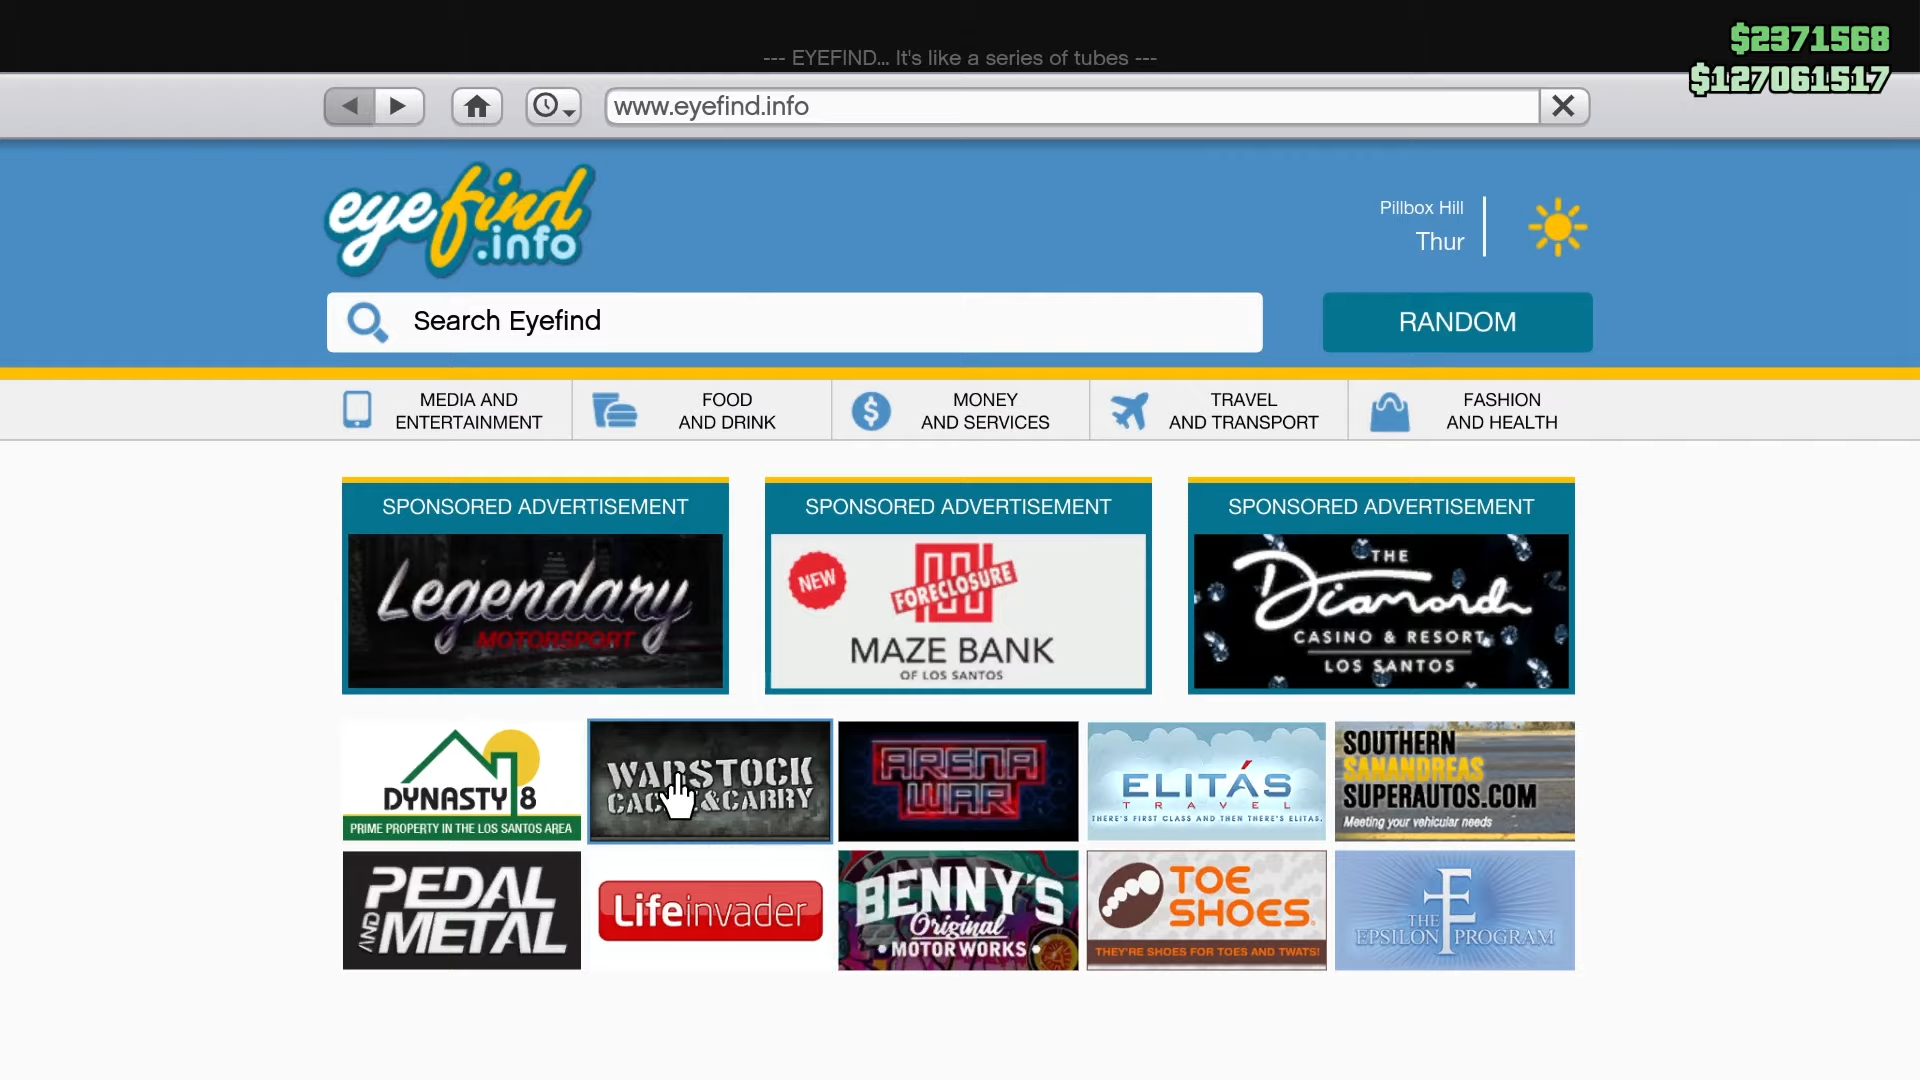 --- EYEFIND... It's like a series of tubes ---
$2371568
$127061517
www.eyefind.info
eyefind
.info
Pillbox Hill
Thur
Search Eyefind
RANDOM
MEDIA AND
ENTERTAINMENT
FOOD
AND DRINK
MONEY
AND SERVICES
TRAVEL
AND TRANSPORT
FASHION
AND HEALTH
SPONSORED ADVERTISEMENT
Legendary
MOTORSPORT
SPONSORED ADVERTISEMENT
NEW
FORECLOSURE
MAZE BANK
OF LOS SANTOS
SPONSORED ADVERTISEMENT
THE
Diamond
CASINO & RESORT
LOS SANTOS
DYNASTY 8
PRIME PROPERTY IN THE LOS SANTOS AREA
WARSTOCK
CACHE&CARRY
ARENA
WAR
ELITÁS
TRAVEL
THERE'S FIRST CLASS AND THEN THERE'S ELITAS.
SOUTHERN
SANANDREAS
SUPERAUTOS.COM
Meeting your vehicular needs
PEDAL
AND METAL
Lifeinvader
BENNY'S
Original
MOTORWORKS
TOE
SHOES
THEY'RE SHOES FOR TOES AND TWATS!
THE
EPSILON PROGRAM